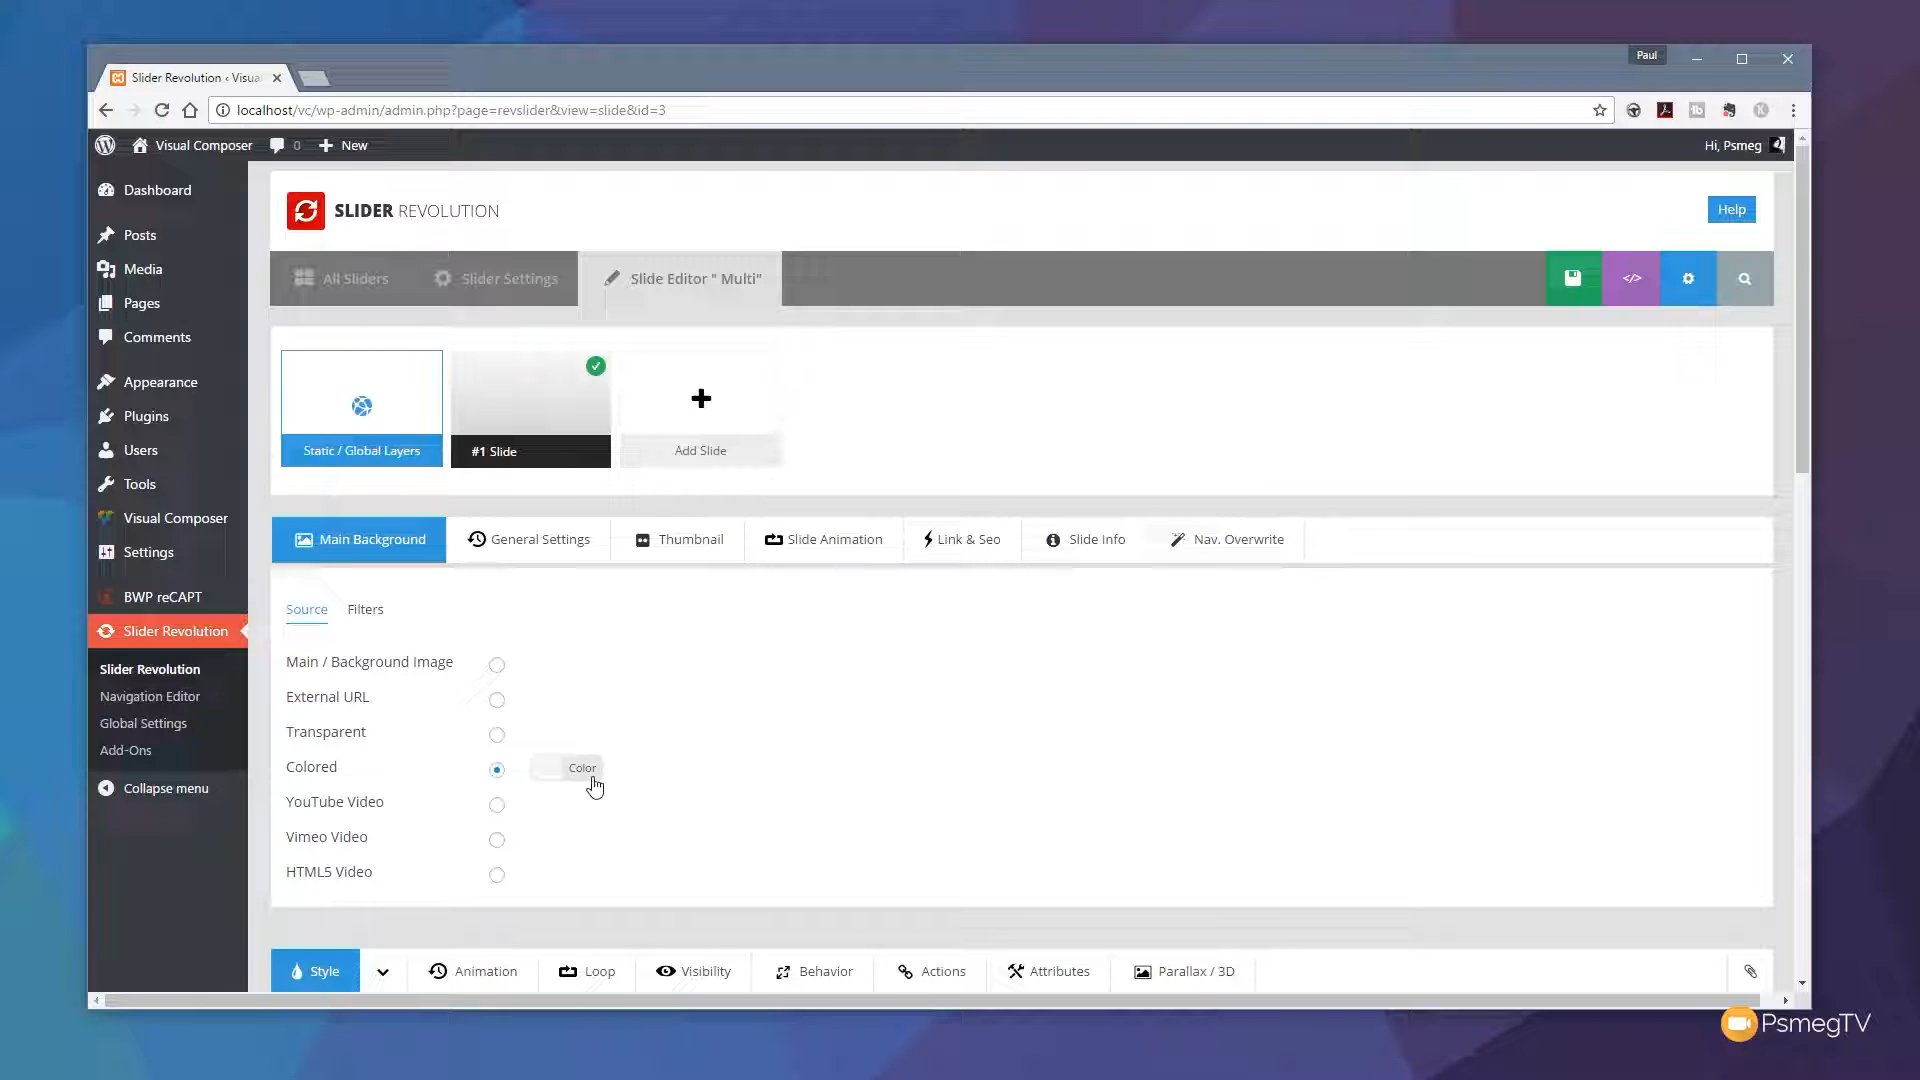 Paul
Slider Revolution ‹ Visua
localhost/vc/wp-admin/admin.php?page=revslider&view=slide&id=3
Visual Composer 0 New
Hi, Psmeg
Dashboard
Posts
Media
Pages
Comments
Appearance
Plugins
Users
Tools
Visual Composer
Settings
BWP reCAPT
Slider Revolution
Slider Revolution
Navigation Editor
Global Settings
Add-Ons
Collapse menu
SLIDER REVOLUTION
Help
All Sliders Slider Settings Slide Editor " Multi"
</>
Static / Global Layers
#1 Slide
Add Slide
Main Background General Settings Thumbnail Slide Animation Link & Seo Slide Info Nav. Overwrite
Source Filters
Main / Background Image
External URL
Transparent
Colored Color
YouTube Video
Vimeo Video
HTML5 Video
Style Animation Loop Visibility Behavior Actions Attributes Parallax / 3D
PsmegTV